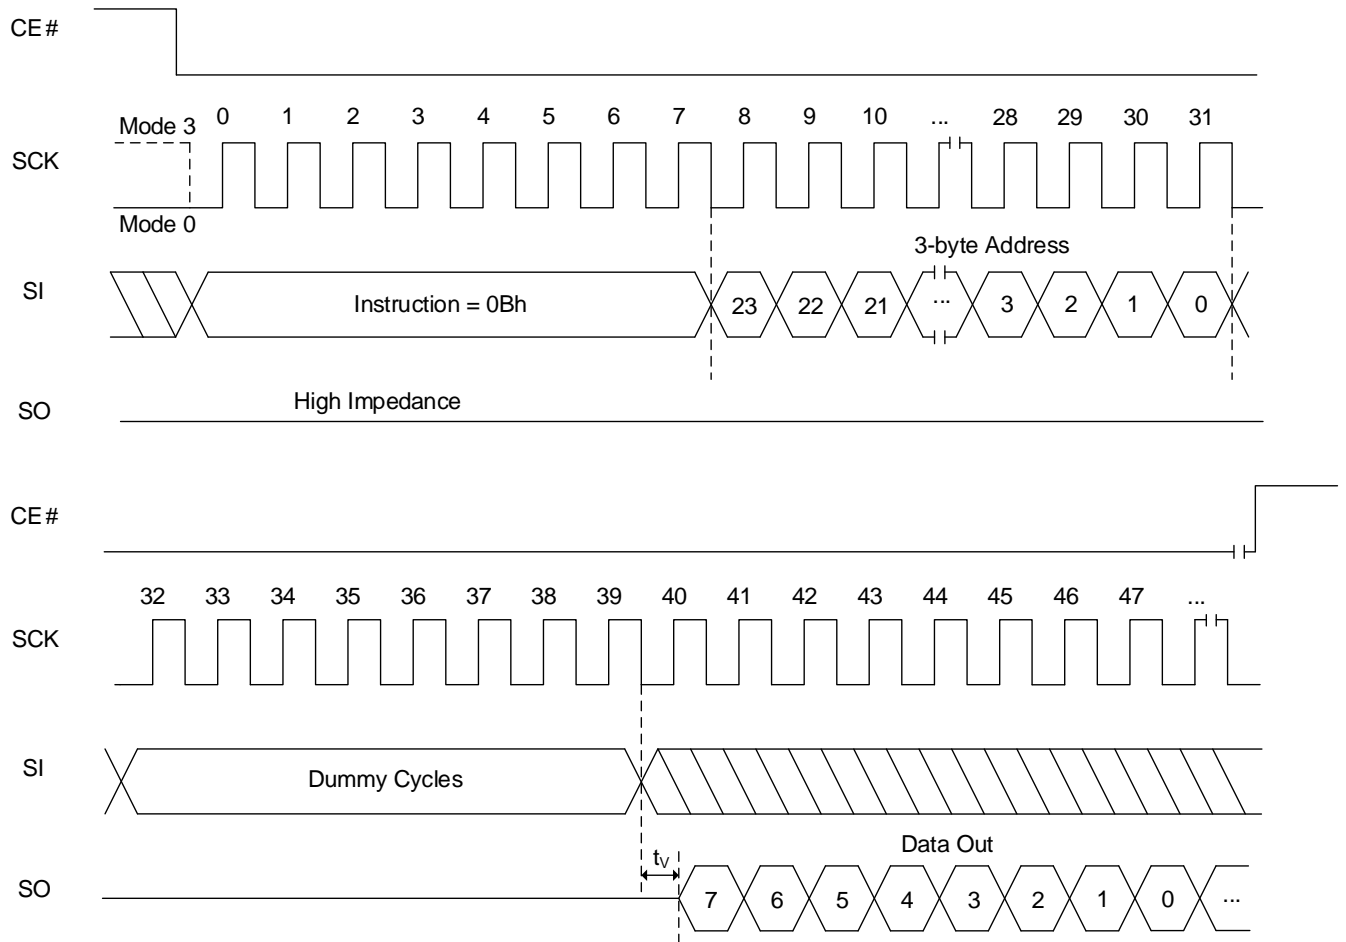 CE#
Mode 3
0 1 2 3 4 5 6 7 8 9 10 ... 28 29 30 31
SCK
Mode 0
3-byte Address
SI
Instruction = 0Bh
23 22 21 ... 3 2 1 0
High Impedance
SO
CE#
32 33 34 35 36 37 38 39 40 41 42 43 44 45 46 47 ...
SCK
SI
Dummy Cycles
Data Out
tV
SO
7 6 5 4 3 2 1 0 ...